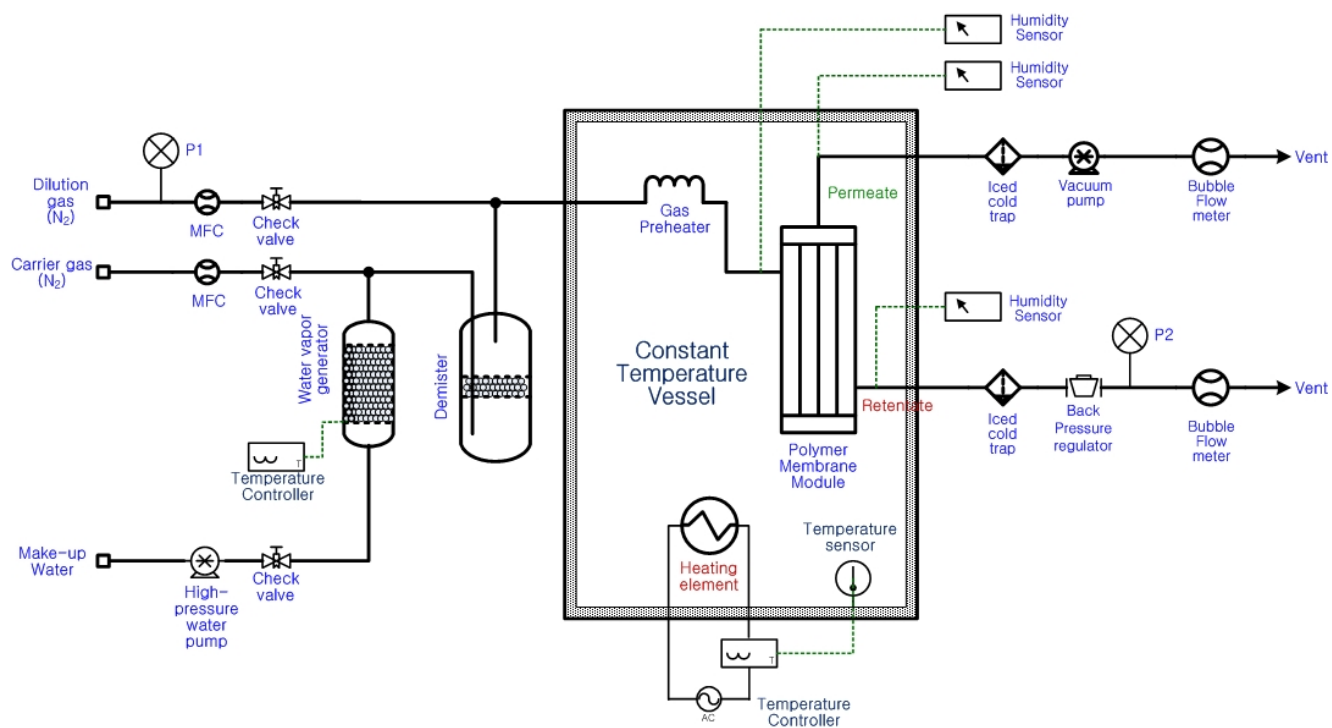 Humidity
Sensor
Humidity
Sensor
P1
Dilution
gas
(N₂)
MFC
Check
valve
Carrier gas
(N₂)
MFC
Check
valve
Water vapor
generator
Demister
Temperature
Controller
T
Make-up
Water
High-
pressure
water
pump
Check
valve
Gas
Preheater
Constant
Temperature
Vessel
Permeate
Retentate
Polymer
Membrane
Module
Heating
element
Temperature
sensor
T
AC
Temperature
Controller
Iced
cold
trap
Vacuum
pump
Bubble
Flow
meter
Vent
Humidity
Sensor
P2
Iced
cold
trap
Back
Pressure
regulator
Bubble
Flow
meter
Vent